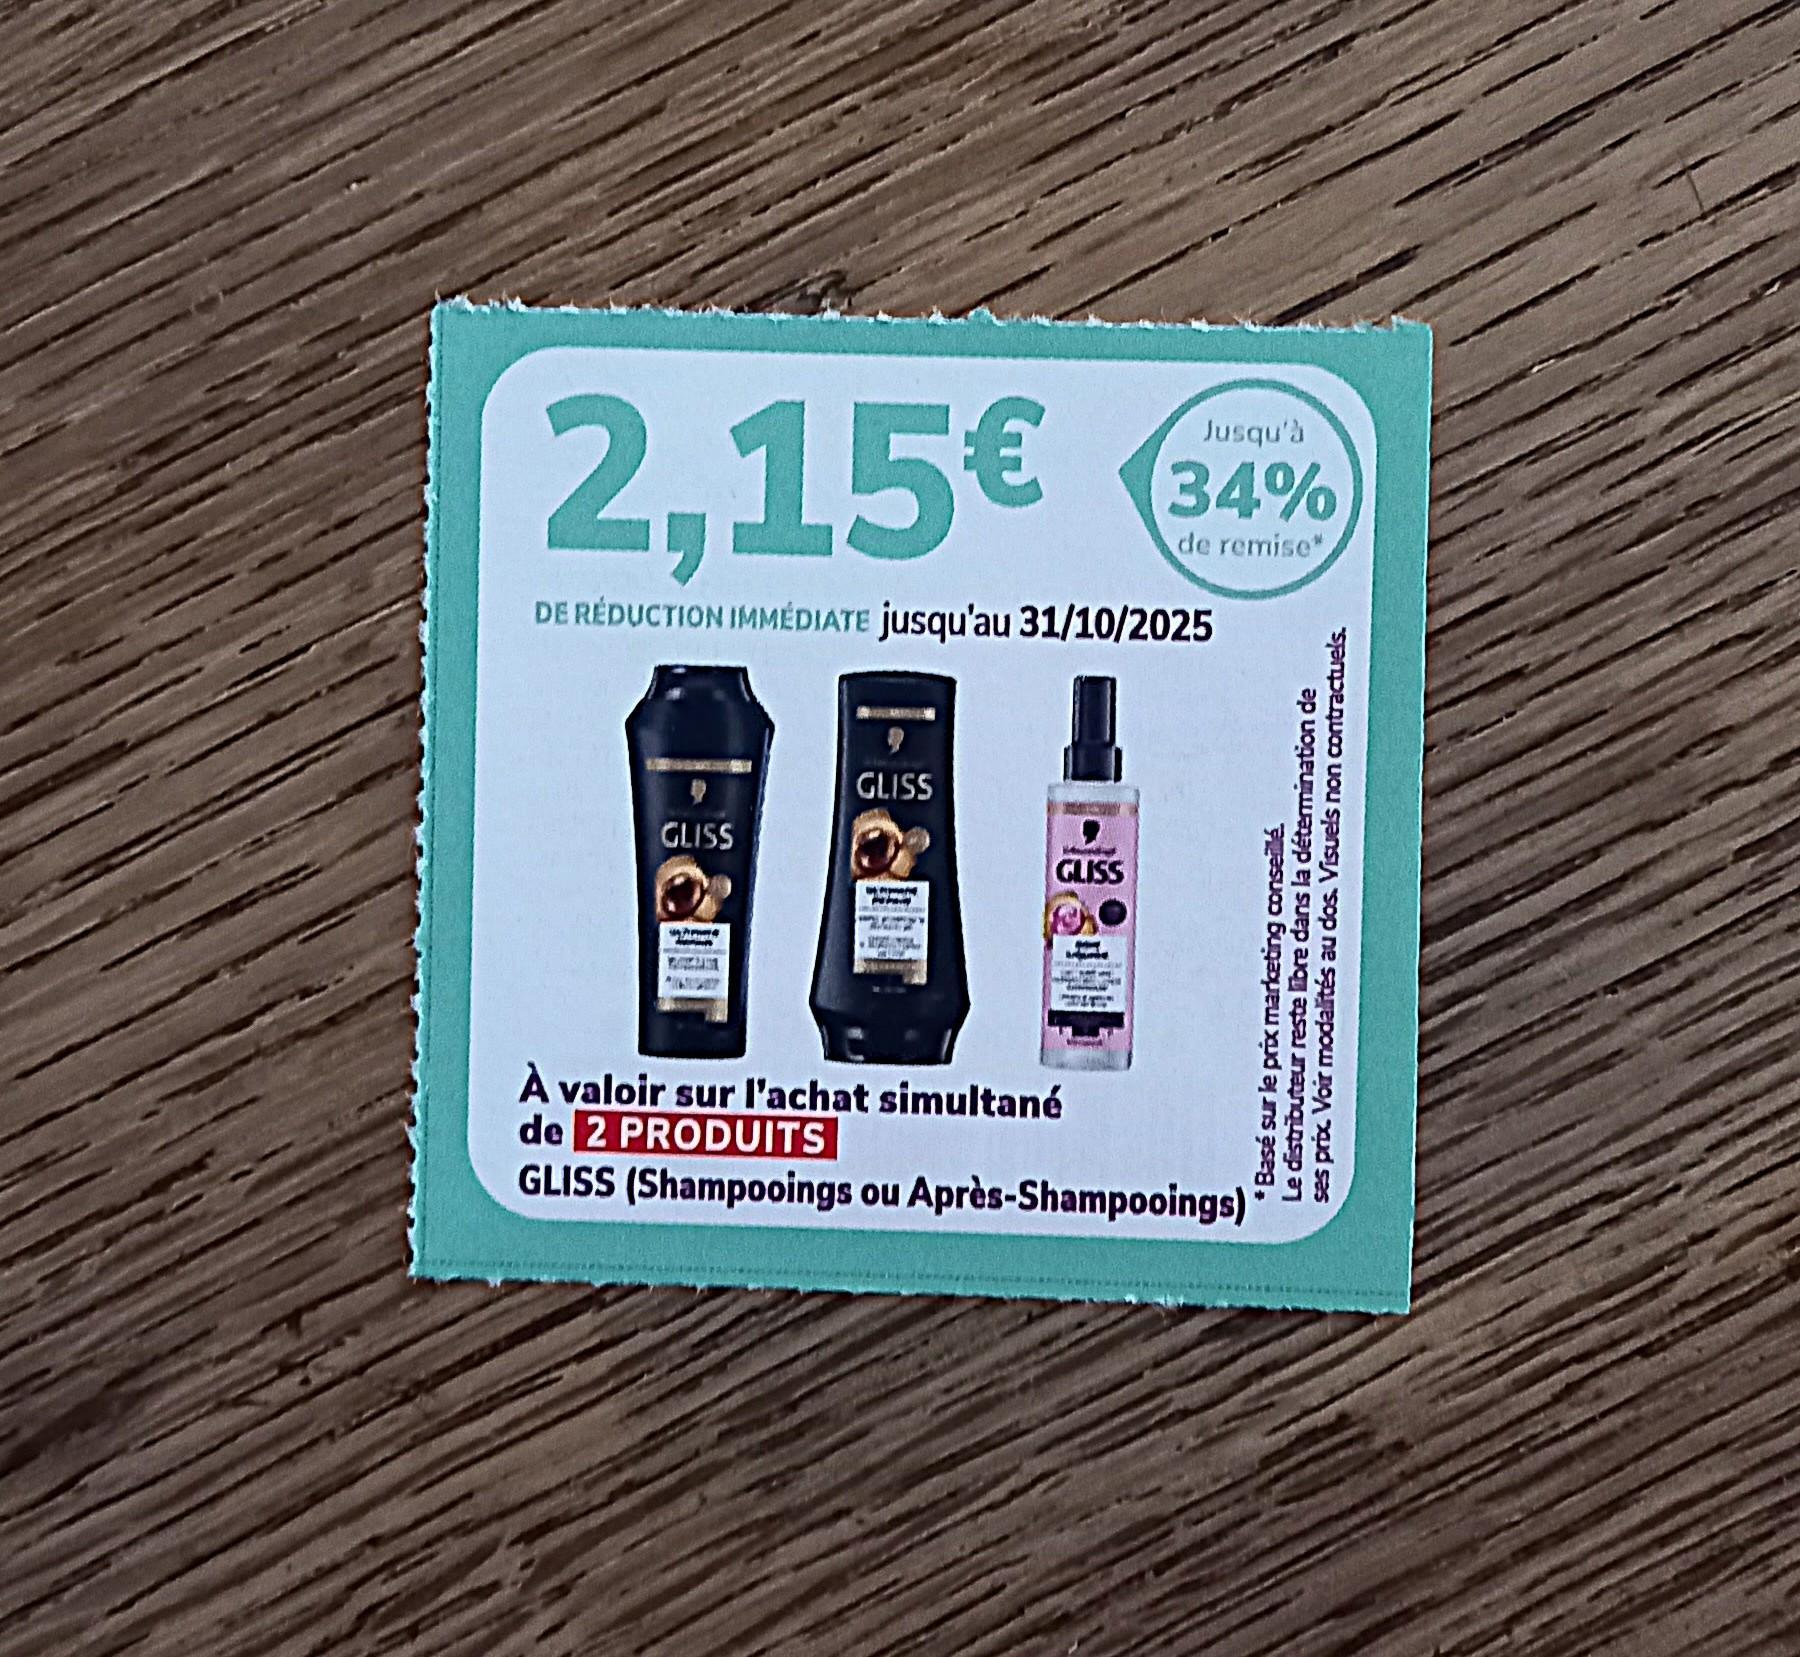 2,15€
Jusqu'à
34%
de remise*
DE RÉDUCTION IMMÉDIATE jusqu'au 31/10/2025
GLISS
GLISS
GLISS
À valoir sur l'achat simultané
de 2 PRODUITS
GLISS (Shampooings ou Après-Shampooings)
*Basé sur le prix marketing conseillé.
Le distributeur reste libre dans la détermination de
ses prix. Voir modalités au dos. Visuels non contractuels.